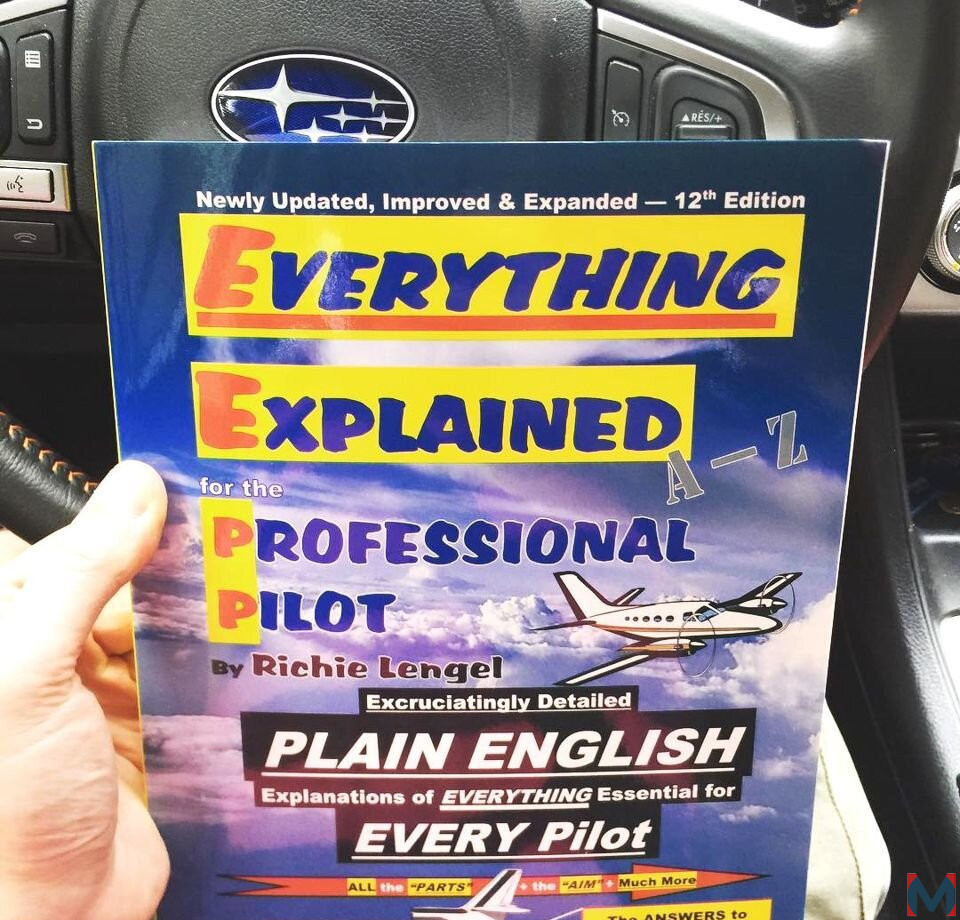 ▲RÉS/+
Newly Updated, Improved & Expanded — 12th Edition
EVERYTHING
EXPLAINED
A – Z
for the
PROFESSIONAL
PILOT
By Richie Lengel
Excruciatingly Detailed
PLAIN ENGLISH
Explanations of EVERYTHING Essential for
EVERY Pilot
ALL the "PARTS" + the "AIM" + Much More
The ANSWERS to
M